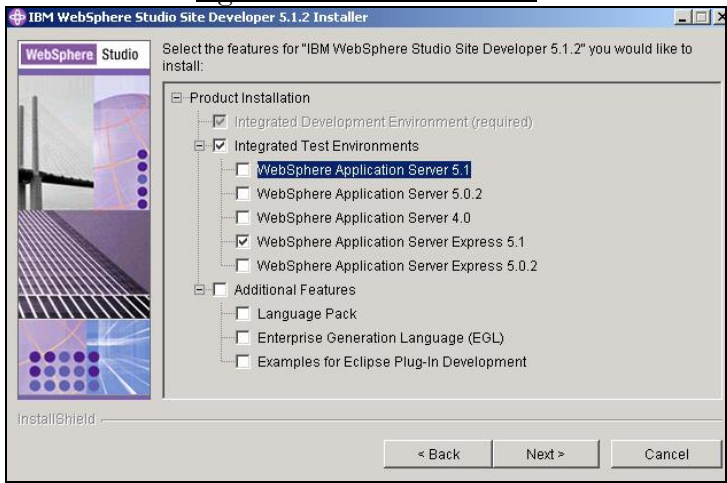 IBM WebSphere Studio Site Developer 5.1.2 Installer
WebSphere Studio
Select the features for "IBM WebSphere Studio Site Developer 5.1.2" you would like to
install:
Product Installation
Integrated Development Environment (required)
Integrated Test Environments
WebSphere Application Server 5.1
WebSphere Application Server 5.0.2
WebSphere Application Server 4.0
WebSphere Application Server Express 5.1
WebSphere Application Server Express 5.0.2
Additional Features
Language Pack
Enterprise Generation Language (EGL)
Examples for Eclipse Plug-In Development
InstallShield
< Back Next > Cancel